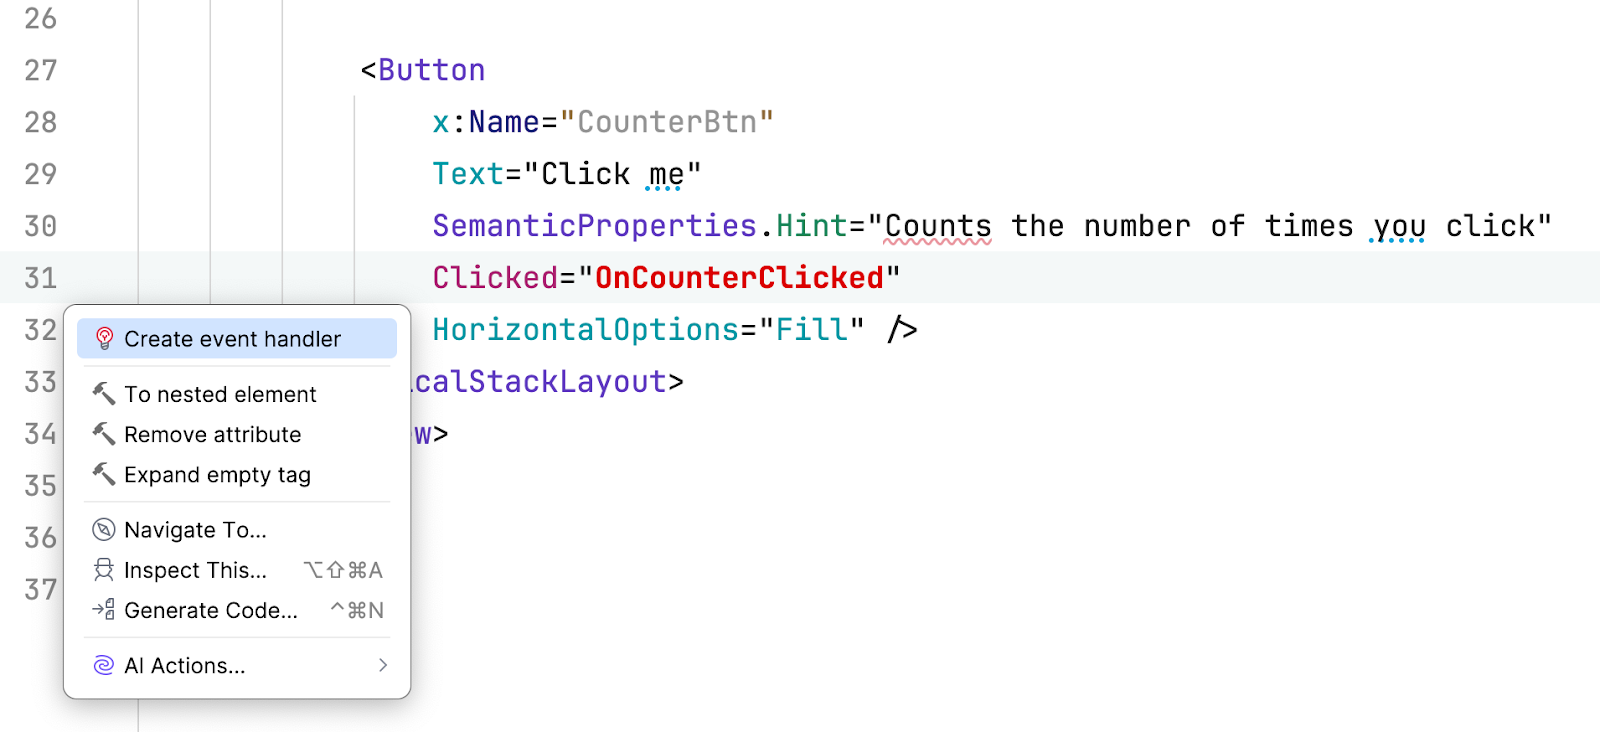 26
27 <Button
28 x:Name="CounterBtn"
29 Text="Click me"
30 SemanticProperties.Hint="Counts the number of times you click"
31 Clicked="OnCounterClicked"
32 HorizontalOptions="Fill" />
33 calStackLayout>
34 w>
35
36
37
Create event handler
To nested element
Remove attribute
Expand empty tag
Navigate To...
Inspect This... ⌥⇧⌘A
Generate Code... ^⌘N
AI Actions...